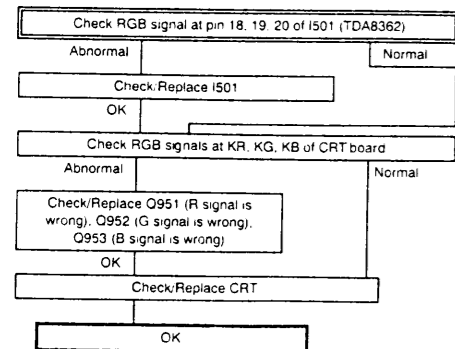 Check RGB signal at pin 18, 19, 20 of I501 (TDA8362)
Abnormal
Normal
Check/Replace I501
OK
Check RGB signals at KR, KG, KB of CRT board
Abnormal
Normal
Check/Replace Q951 (R signal is
wrong), Q952 (G signal is wrong),
Q953 (B signal is wrong)
OK
Check/Replace CRT
OK